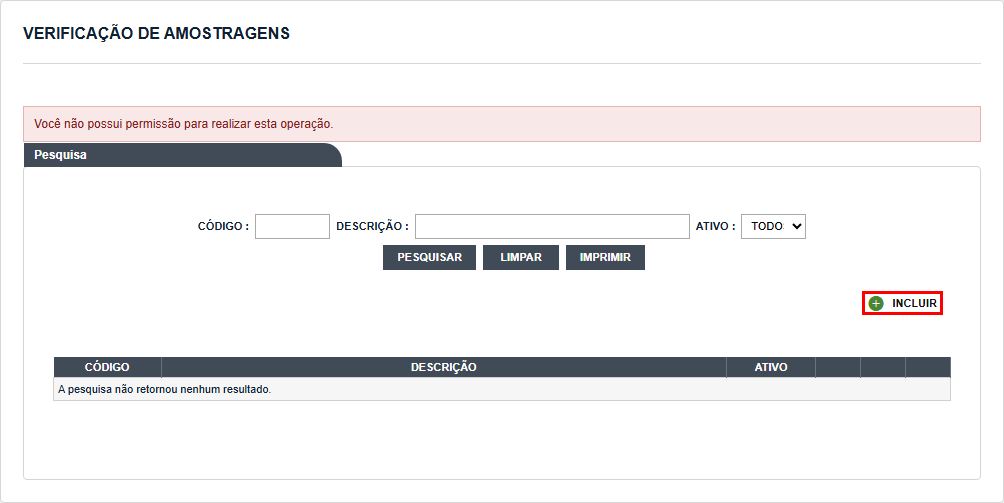 VERIFICAÇÃO DE AMOSTRAGENS
Você não possui permissão para realizar esta operação.
Pesquisa
CÓDIGO : DESCRIÇÃO : ATIVO : TODO
PESQUISAR LIMPAR IMPRIMIR
INCLUIR
CÓDIGO DESCRIÇÃO ATIVO
A pesquisa não retornou nenhum resultado.